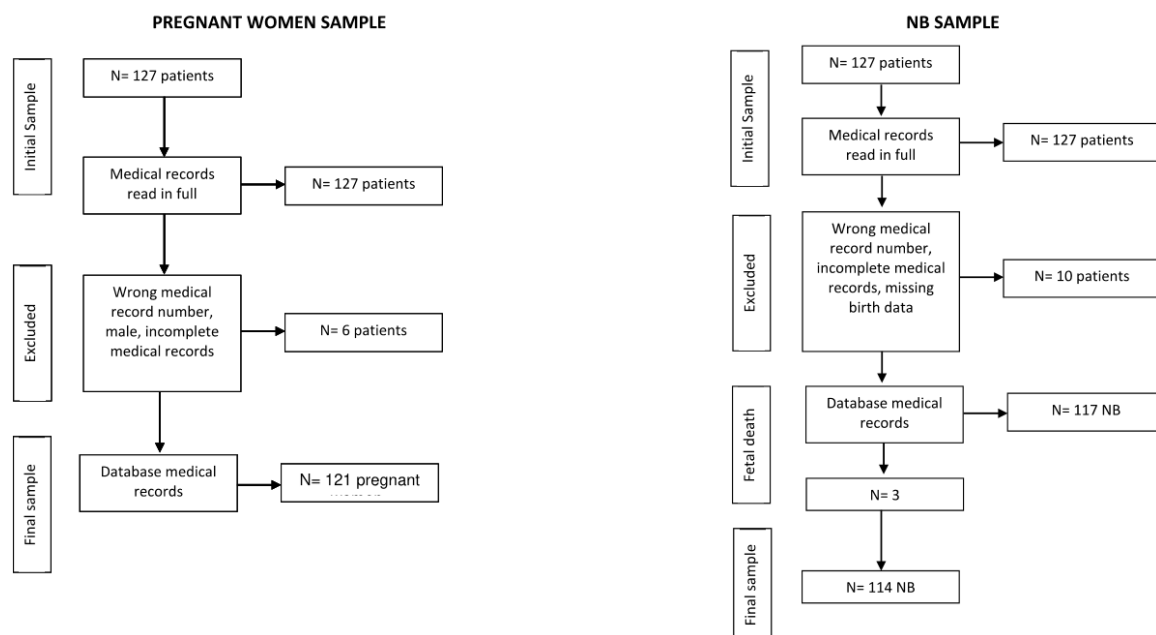 PREGNANT WOMEN SAMPLE
Initial Sample
N= 127 patients
Medical records
read in full
N= 127 patients
Excluded
Wrong medical
record number,
male, incomplete
medical records
N= 6 patients
Final sample
Database medical
records
N= 121 pregnant
NB SAMPLE
Initial Sample
N= 127 patients
Medical records
read in full
N= 127 patients
Excluded
Wrong medical
record number,
incomplete medical
records, missing
birth data
N= 10 patients
Fetal death
Database medical
records
N= 117 NB
N= 3
Final sample
N= 114 NB